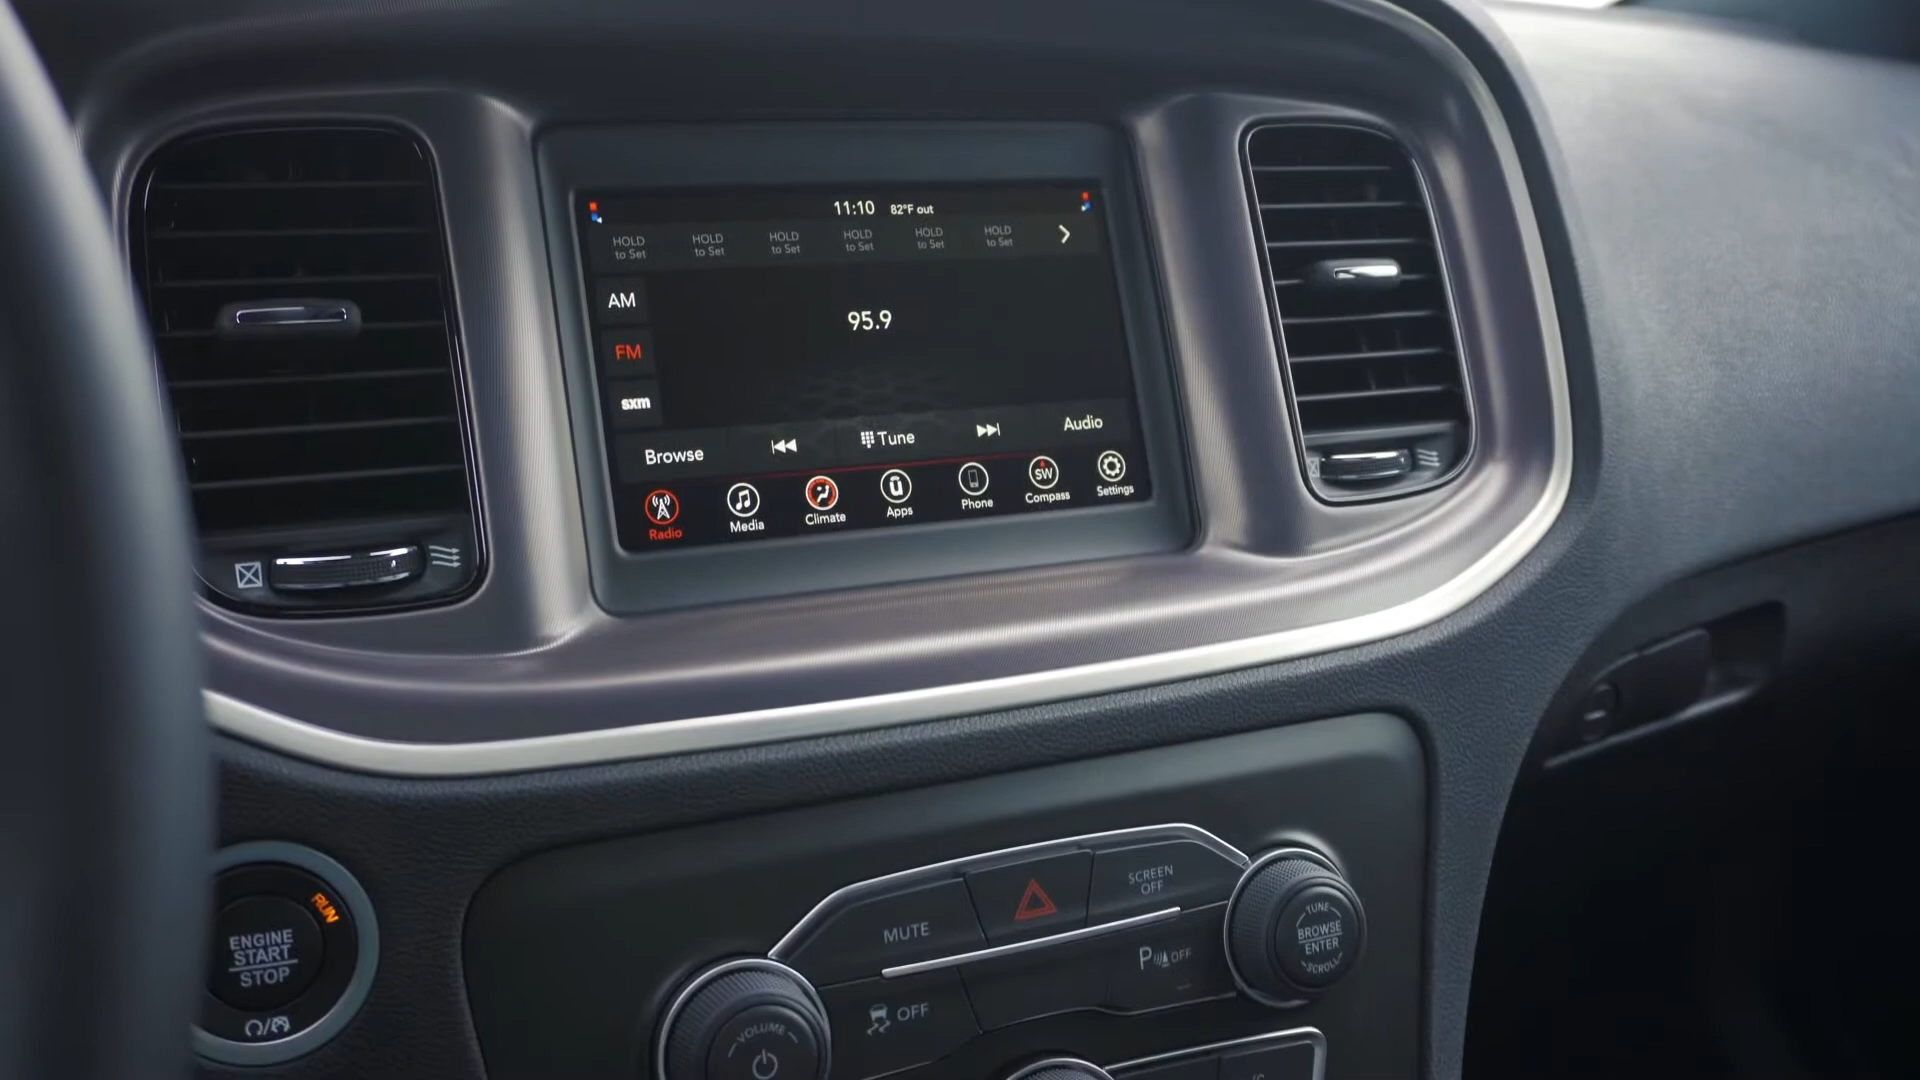 11:10 82°F out
HOLD HOLD HOLD HOLD HOLD HOLD
to Set to Set to Set to Set to Set to Set
AM
95.9
FM
sxm
Browse Tune Audio
SW
Radio Media Climate Apps Phone Compass Settings
RUN
ENGINE
START
STOP
MUTE
SCREEN
OFF
TUNE
BROWSE
ENTER
SCROLL
P OFF
OFF
VOLUME